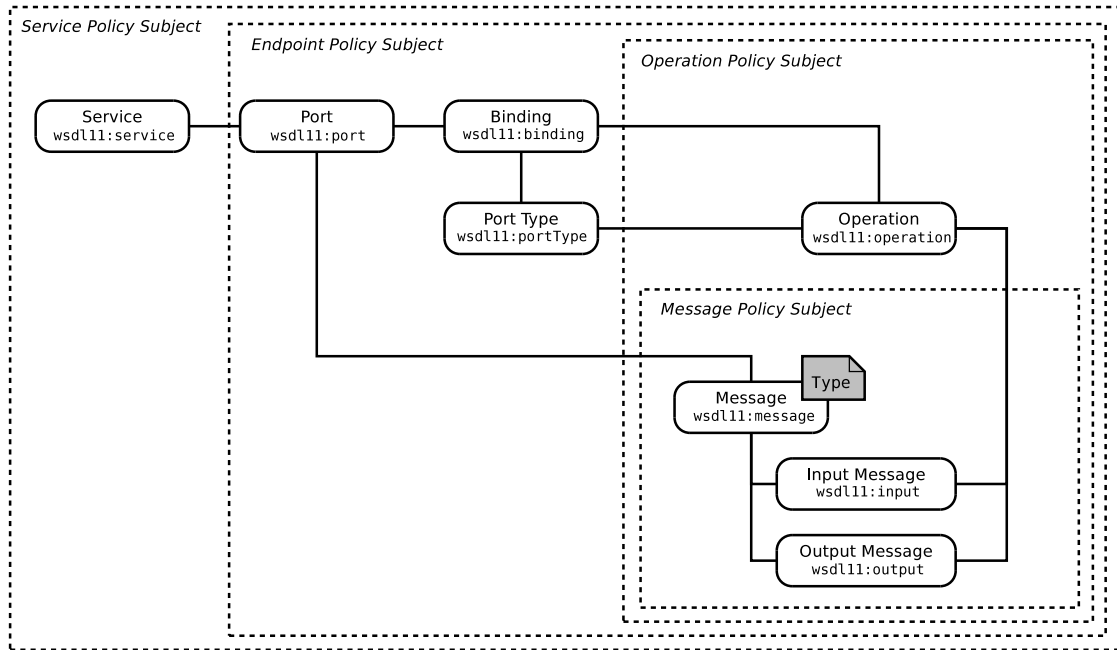 Service Policy Subject
Endpoint Policy Subject
Operation Policy Subject
Service
wsdl11:service
Port
wsdl11:port
Binding
wsdl11:binding
Port Type
wsdl11:portType
Operation
wsdl11:operation
Message Policy Subject
Type
Message
wsdl11:message
Input Message
wsdl11:input
Output Message
wsdl11:output